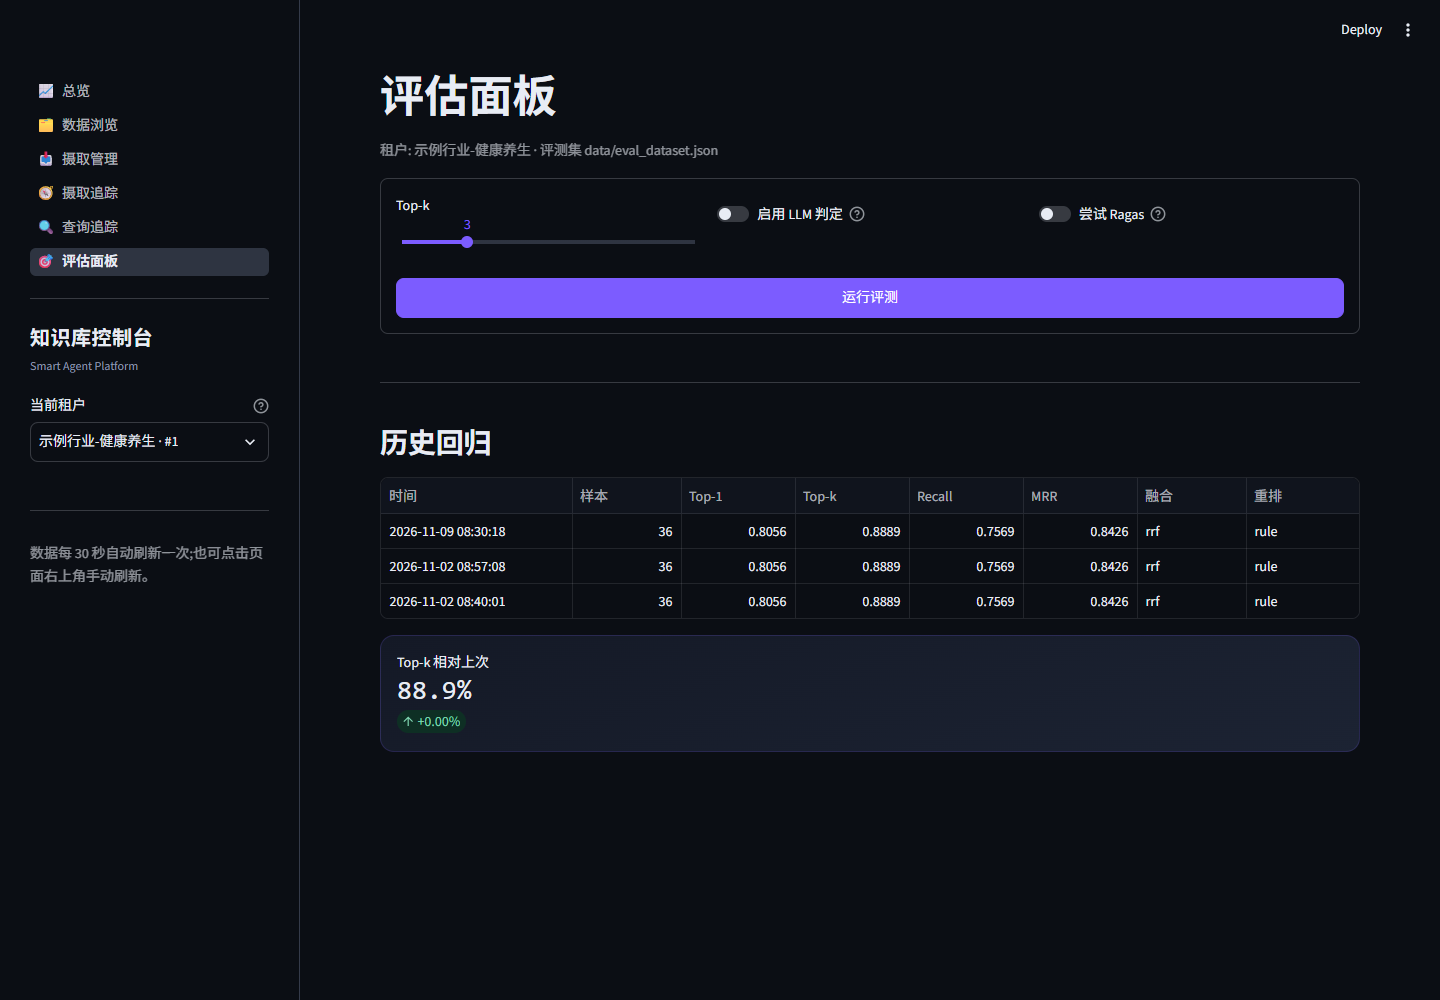 Deploy
总览
数据浏览
摄取管理
摄取追踪
查询追踪
评估面板
知识库控制台
Smart Agent Platform
当前租户
示例行业-健康养生 · #1
数据每 30 秒自动刷新一次;也可点击页
面右上角手动刷新。
评估面板
租户: 示例行业-健康养生 · 评测集 data/eval_dataset.json
Top-k
3
启用 LLM 判定
尝试 Ragas
运行评测
历史回归
时间 样本 Top-1 Top-k Recall MRR 融合 重排
2026-11-09 08:30:18 36 0.8056 0.8889 0.7569 0.8426 rrf rule
2026-11-02 08:57:08 36 0.8056 0.8889 0.7569 0.8426 rrf rule
2026-11-02 08:40:01 36 0.8056 0.8889 0.7569 0.8426 rrf rule
Top-k 相对上次
88.9%
↑ +0.00%